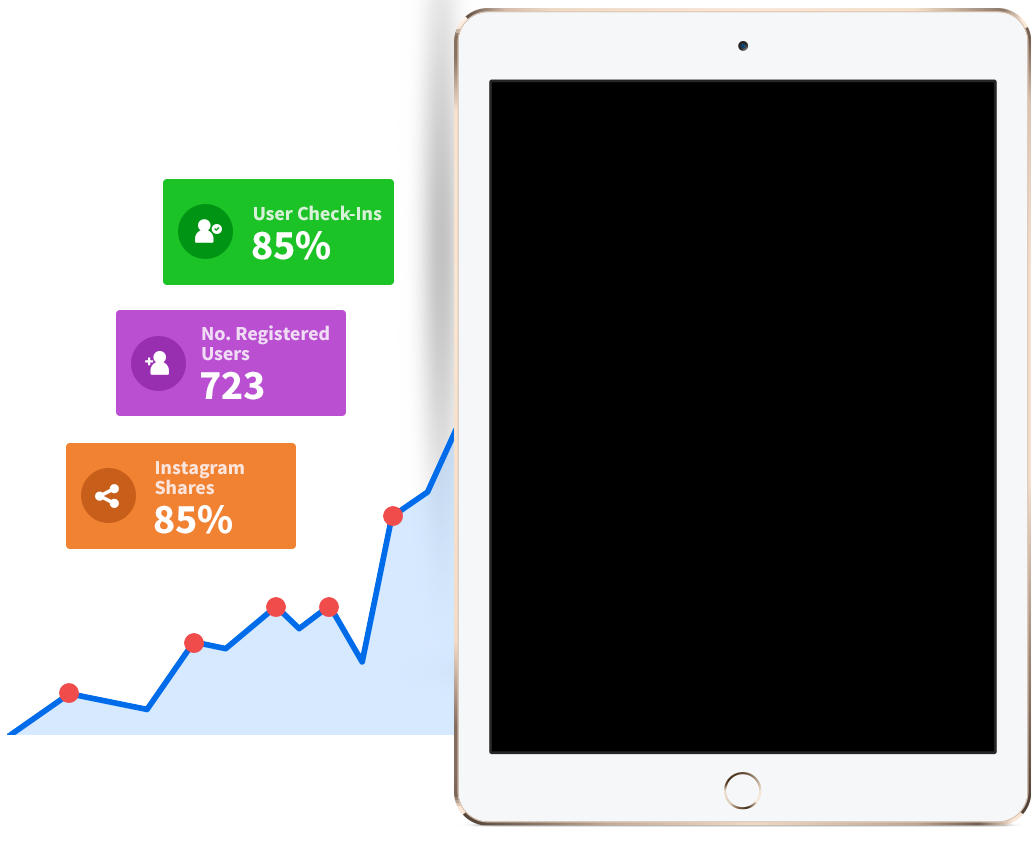 User Check-Ins
85%
No. Registered
Users
723
Instagram
Shares
85%